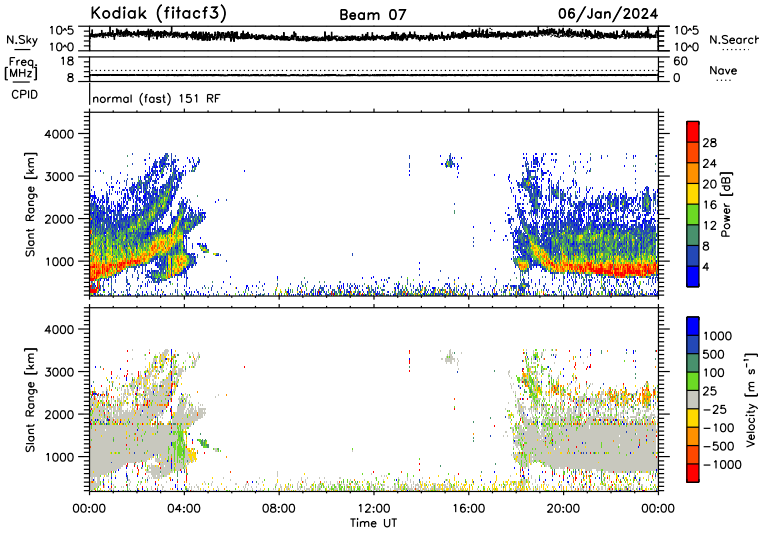 Kodiak (fitacf3) Beam 07 06/Jan/2024
N.Sky 10^5 10^0 10^5 10^0 N.Search
Freq. [MHz] 18 8 60 0 Nave
CPID normal (fast) 151 RF
Slant Range [km] 4000 3000 2000 1000
Power [dB] 28 24 20 16 12 8 4
Slant Range [km] 4000 3000 2000 1000
Velocity [m s⁻¹] 1000 500 100 25 −25 −100 −500 −1000
00:00 04:00 08:00 12:00 16:00 20:00 00:00
Time UT